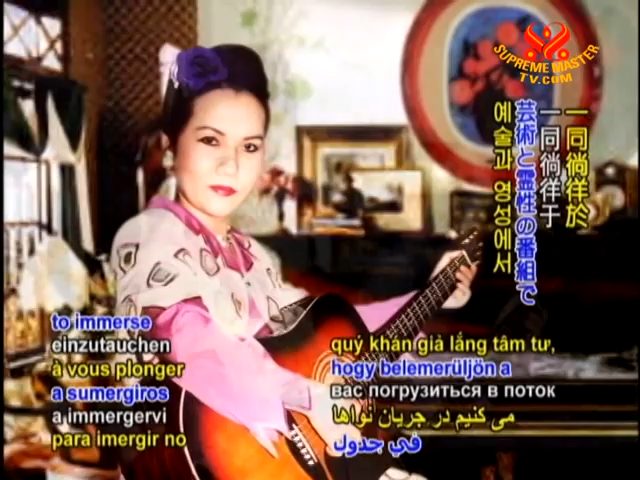 SUPREME MASTER
TV.COM
一同徜徉於
一同徜徉于
芸術と霊性の番組で
예술과 영성에서
to immerse
einzutauchen
à vous plonger
a sumergiros
a immergervi
para imergir no
quý khán giả lắng tâm tư,
hogy belemerüljön a
вас погрузиться в поток
می کنیم در جریان نواها
في جدول